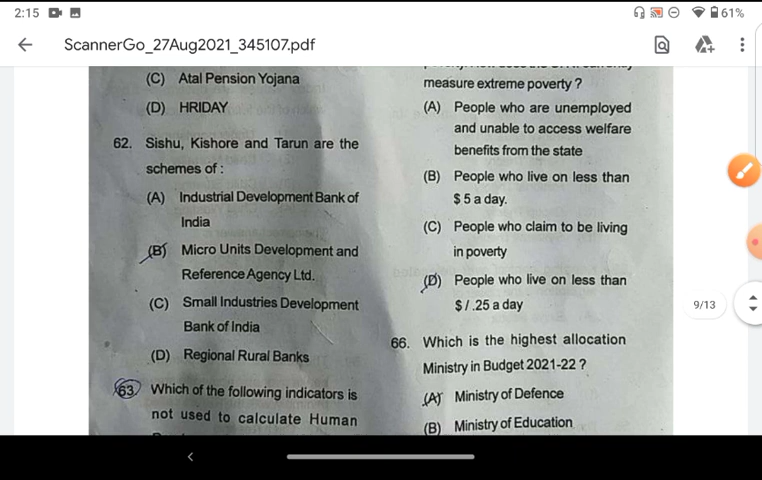 2:15
61%
ScannerGo_27Aug2021_345107.pdf
(C) Atal Pension Yojana
(D) HRIDAY
62. Sishu, Kishore and Tarun are the
schemes of :
(A) Industrial Development Bank of
India
(B) Micro Units Development and
Reference Agency Ltd.
(C) Small Industries Development
Bank of India
(D) Regional Rural Banks
63. Which of the following indicators is
not used to calculate Human
measure extreme poverty ?
(A) People who are unemployed
and unable to access welfare
benefits from the state
(B) People who live on less than
$ 5 a day.
(C) People who claim to be living
in poverty
(D) People who live on less than
$ / .25 a day
66. Which is the highest allocation
Ministry in Budget 2021-22 ?
(A) Ministry of Defence
(B) Ministry of Education
9/13